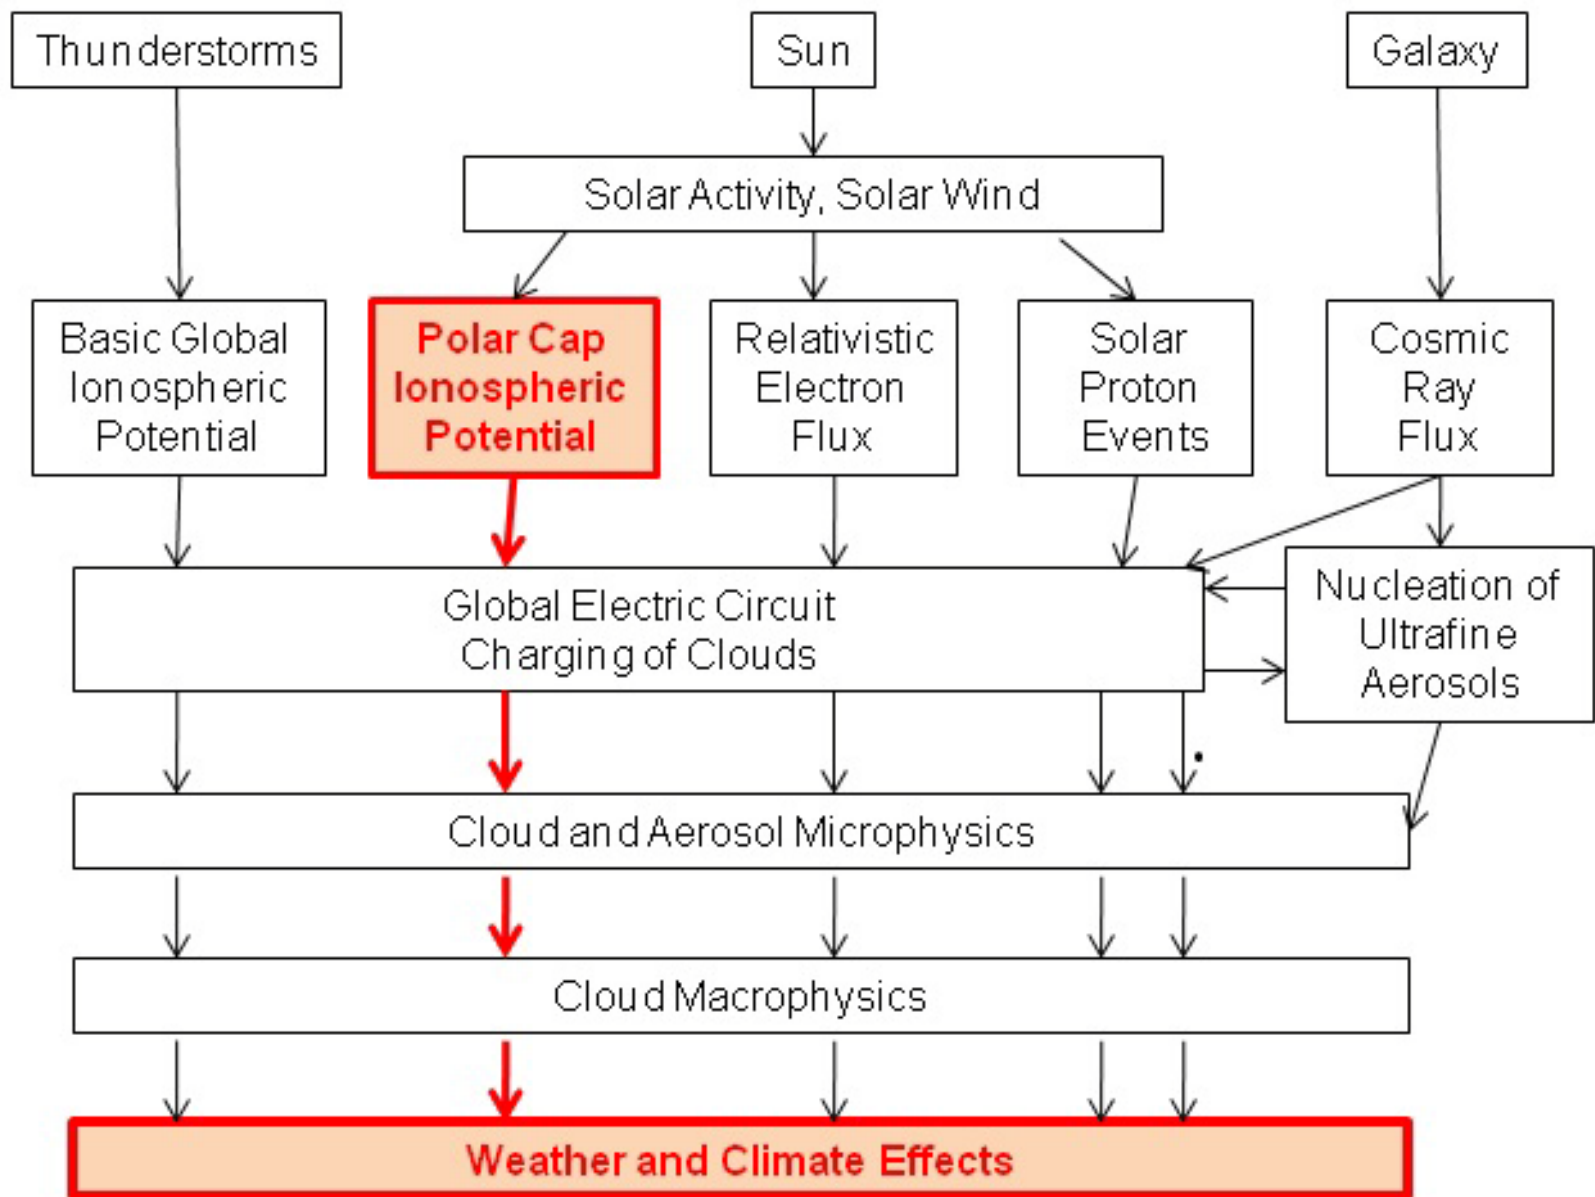 Thunderstorms
Sun
Galaxy
Solar Activity, Solar Wind
Basic Global
Ionospheric
Potential
Polar Cap
Ionospheric
Potential
Relativistic
Electron
Flux
Solar
Proton
Events
Cosmic
Ray
Flux
Global Electric Circuit
Charging of Clouds
Nucleation of
Ultrafine
Aerosols
Cloud and Aerosol Microphysics
Cloud Macrophysics
Weather and Climate Effects